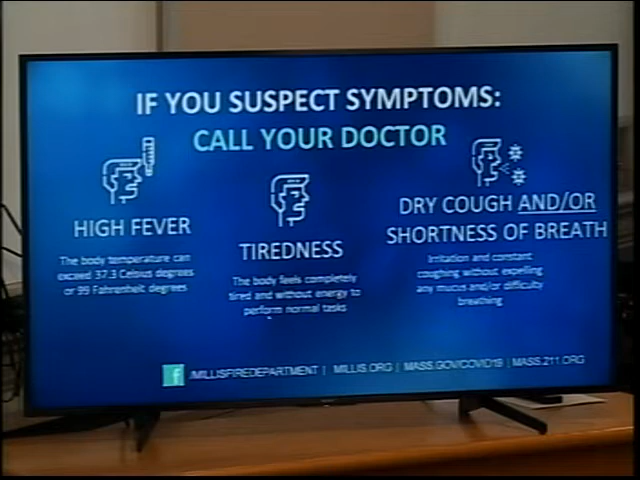 IF YOU SUSPECT SYMPTOMS:
CALL YOUR DOCTOR
HIGH FEVER
The body temperature can
exceed 37.3 Celsius degrees
or 99 Fahrenheit degrees
TIREDNESS
The body feels completely
tired and without energy to
perform normal tasks
DRY COUGH AND/OR
SHORTNESS OF BREATH
Irritation and constant
coughing without expelling
any mucus and/or difficulty
breathing
f /MILLISFIREDEPARTMENT | MILLIS.ORG | MASS.GOV/COVID19 | MASS.211.ORG